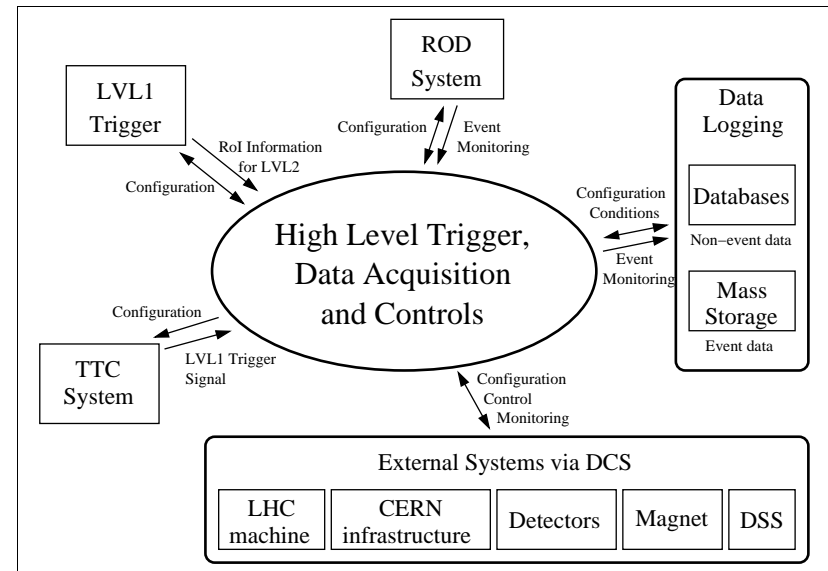 ROD
System
LVL1
Trigger
Configuration
Event
Monitoring
RoI Information
for LVL2
Configuration
Data
Logging
Databases
Non−event data
Mass
Storage
Event data
Configuration
Conditions
Event
Monitoring
High Level Trigger,
Data Acquisition
and Controls
Configuration
LVL1 Trigger
Signal
TTC
System
Configuration
Control
Monitoring
External Systems via DCS
LHC
machine
CERN
infrastructure
Detectors
Magnet
DSS